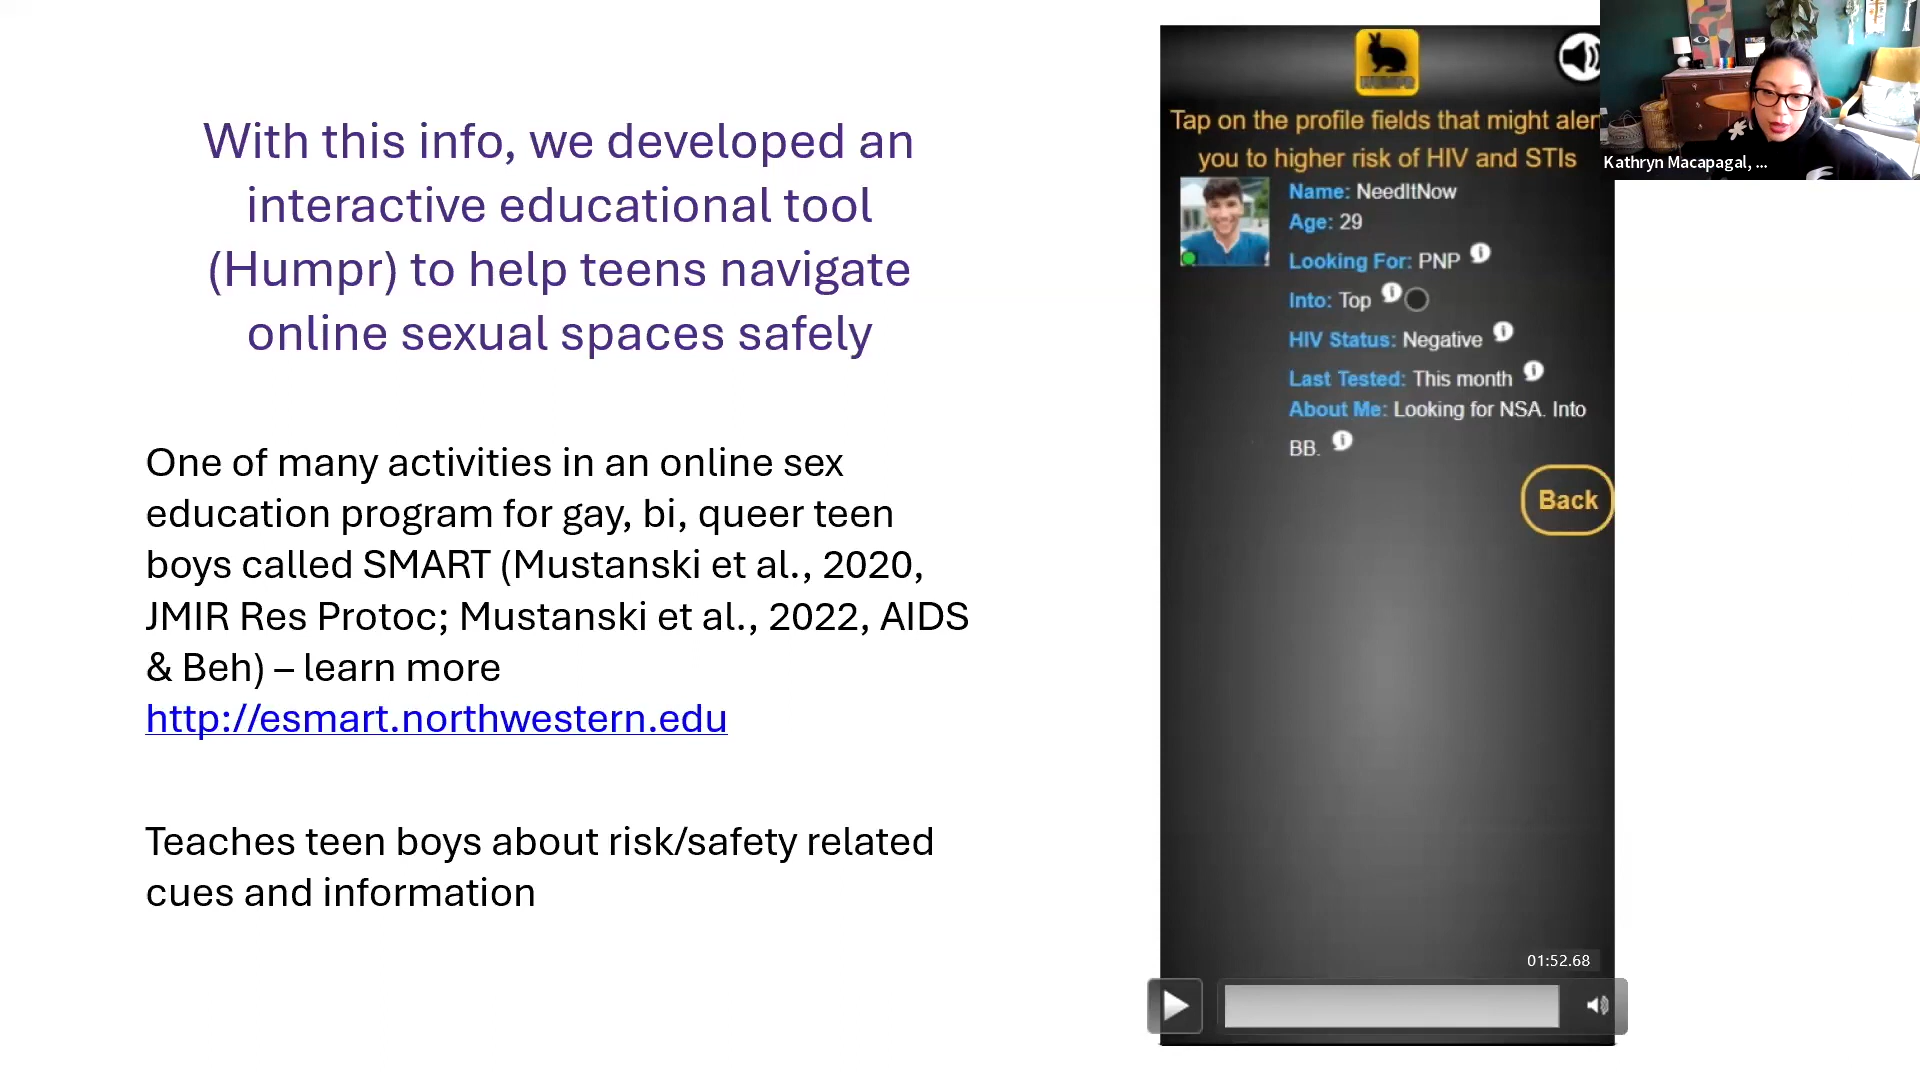 With this info, we developed an
interactive educational tool
(Humpr) to help teens navigate
online sexual spaces safely
One of many activities in an online sex
education program for gay, bi, queer teen
boys called SMART (Mustanski et al., 2020,
JMIR Res Protoc; Mustanski et al., 2022, AIDS
& Beh) – learn more
http://esmart.northwestern.edu
Teaches teen boys about risk/safety related
cues and information
HUMPR
Tap on the profile fields that might aler
you to higher risk of HIV and STIs
Name: NeedItNow
Age: 29
Looking For: PNP
Into: Top
HIV Status: Negative
Last Tested: This month
About Me: Looking for NSA. Into
BB.
Back
01:52.68
Kathryn Macapagal, ...